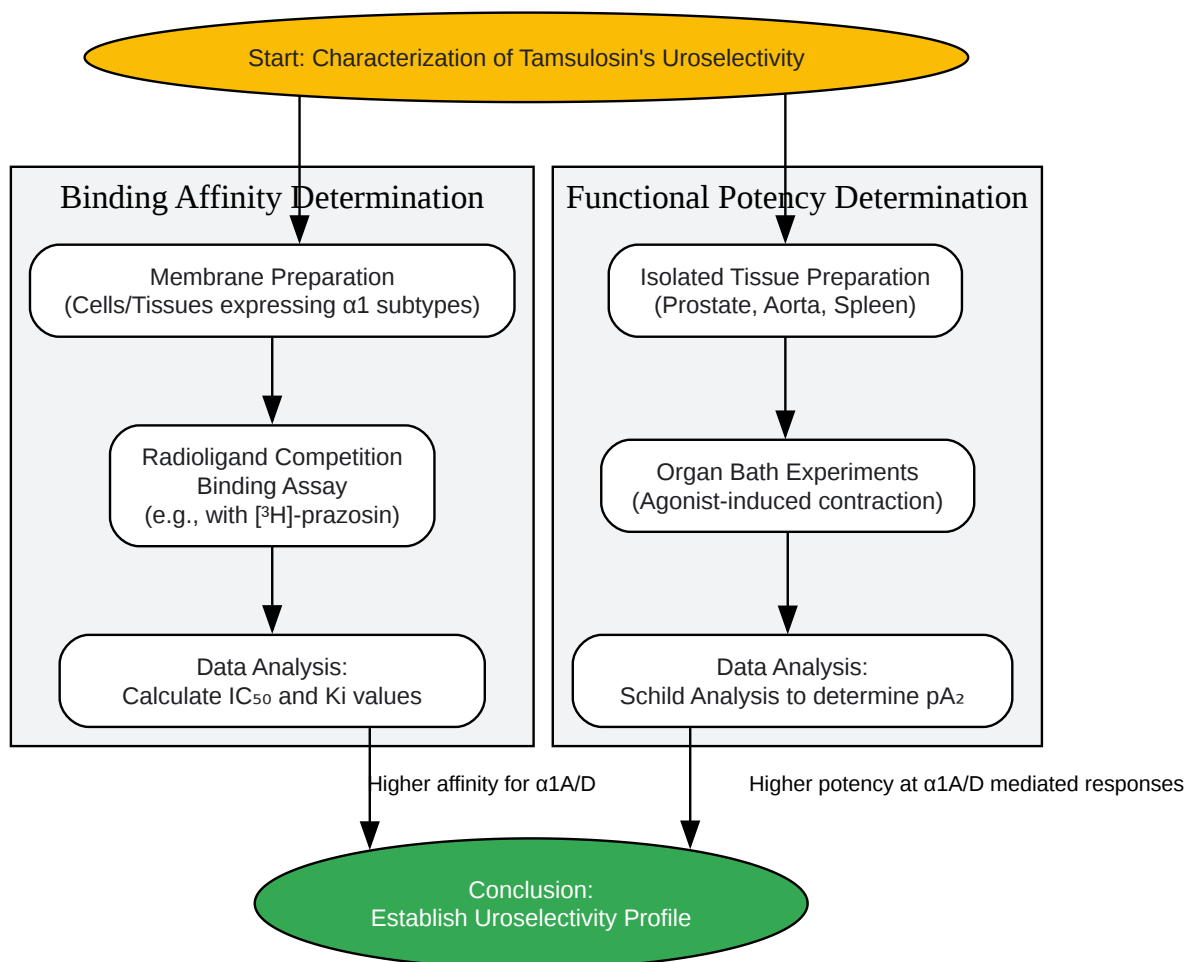 Start: Characterization of Tamsulosin's Uroselectivity
Binding Affinity Determination
Membrane Preparation
(Cells/Tissues expressing α1 subtypes)
Radioligand Competition
Binding Assay
(e.g., with [³H]-prazosin)
Data Analysis:
Calculate IC₅₀ and Ki values
Functional Potency Determination
Isolated Tissue Preparation
(Prostate, Aorta, Spleen)
Organ Bath Experiments
(Agonist-induced contraction)
Data Analysis:
Schild Analysis to determine pA₂
Higher affinity for α1A/D
Higher potency at α1A/D mediated responses
Conclusion:
Establish Uroselectivity Profile